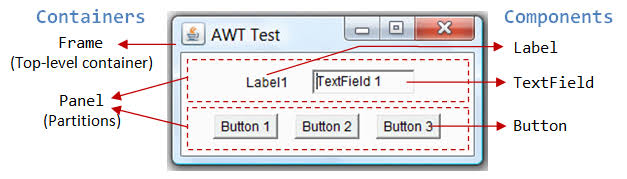 Containers
Components
Frame
(Top-level container)
AWT Test
Label
Label1
TextField 1
TextField
Panel
(Partitions)
Button 1
Button 2
Button 3
Button